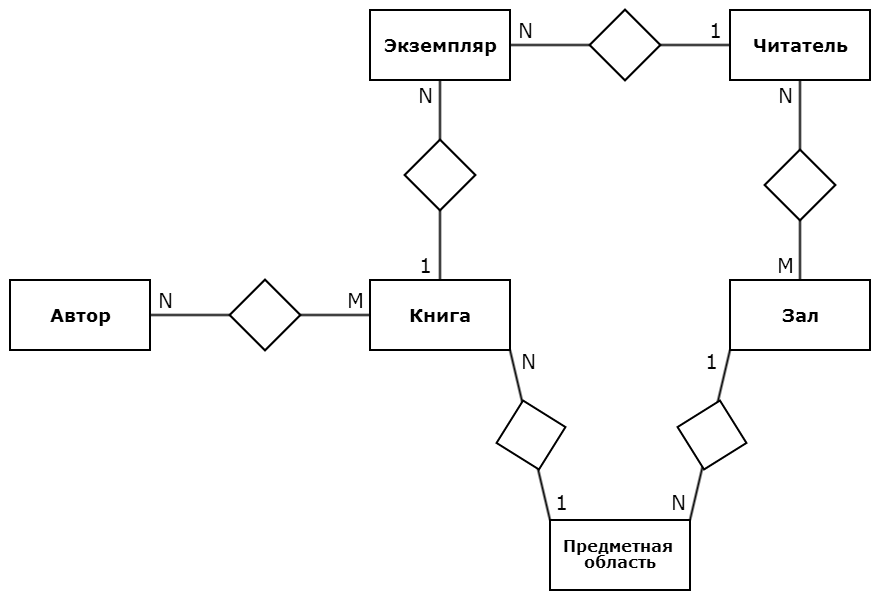 Экземпляр
N
1
Читатель
N
N
1
M
Автор
N
M
Книга
Зал
N
1
1
N
Предметная
область